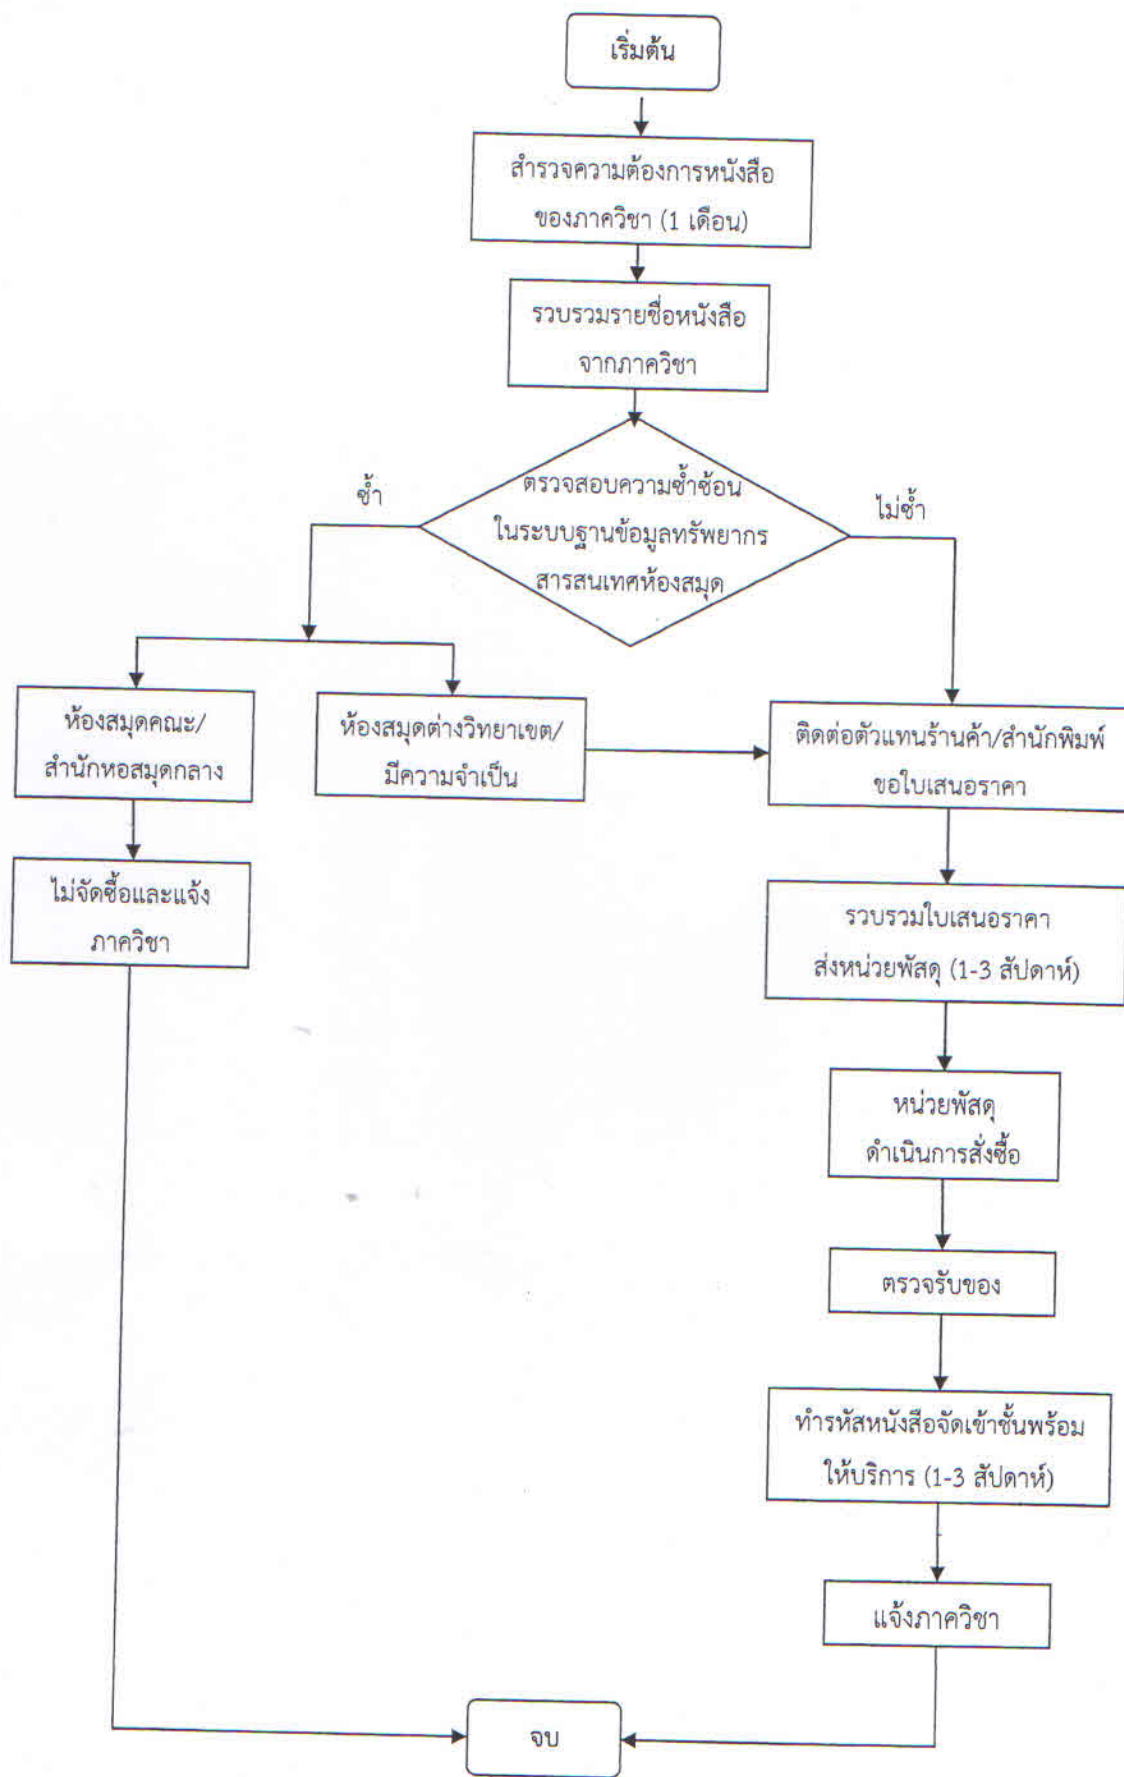 เริ่มต้น
สำรวจความต้องการหนังสือ
ของภาควิชา (1 เดือน)
รวบรวมรายชื่อหนังสือ
จากภาควิชา
ตรวจสอบความซ้ำซ้อน
ในระบบฐานข้อมูลทรัพยากร
สารสนเทศห้องสมุด
ซ้ำ
ไม่ซ้ำ
ห้องสมุดคณะ/
สำนักหอสมุดกลาง
ห้องสมุดต่างวิทยาเขต/
มีความจำเป็น
ติดต่อตัวแทนร้านค้า/สำนักพิมพ์
ขอใบเสนอราคา
ไม่จัดซื้อและแจ้ง
ภาควิชา
รวบรวมใบเสนอราคา
ส่งหน่วยพัสดุ (1-3 สัปดาห์)
หน่วยพัสดุ
ดำเนินการสั่งซื้อ
ตรวจรับของ
ทำรหัสหนังสือจัดเข้าชั้นพร้อม
ให้บริการ (1-3 สัปดาห์)
แจ้งภาควิชา
จบ